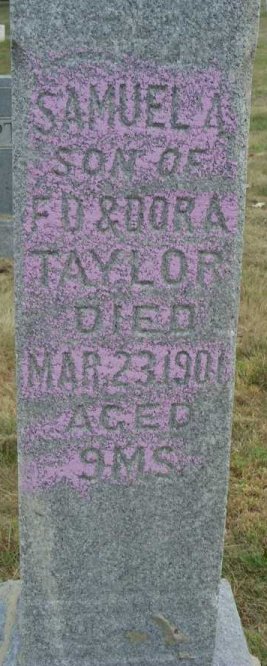 SAMUEL A
SON OF
F D & DORA
TAYLOR
DIED
MAR. 23, 1901
AGED
9 MS.